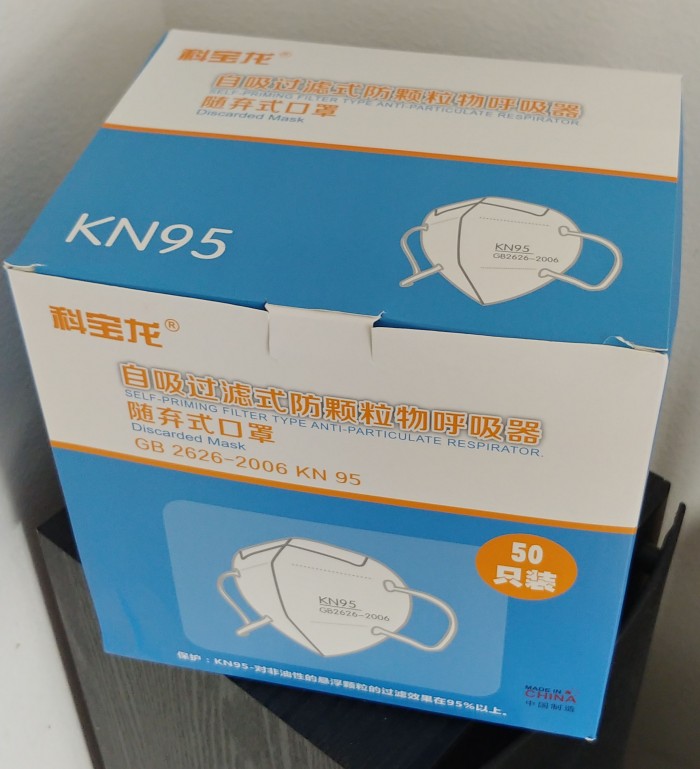 科宝龙®
自吸过滤式防颗粒物呼吸器
SELF-PRIMING FILTER TYPE ANTI-PARTICULATE RESPIRATOR.
随弃式口罩
Discarded Mask
KN95
KN95
GB2626-2006
科宝龙®
自吸过滤式防颗粒物呼吸器
SELF-PRIMING FILTER TYPE ANTI-PARTICULATE RESPIRATOR.
随弃式口罩
Discarded Mask
GB 2626-2006 KN 95
50
只装
KN95
GB2626-2006
保护：KN95-对非油性的悬浮颗粒的过滤效果在95%以上。
MADE IN
CHINA
中国制造